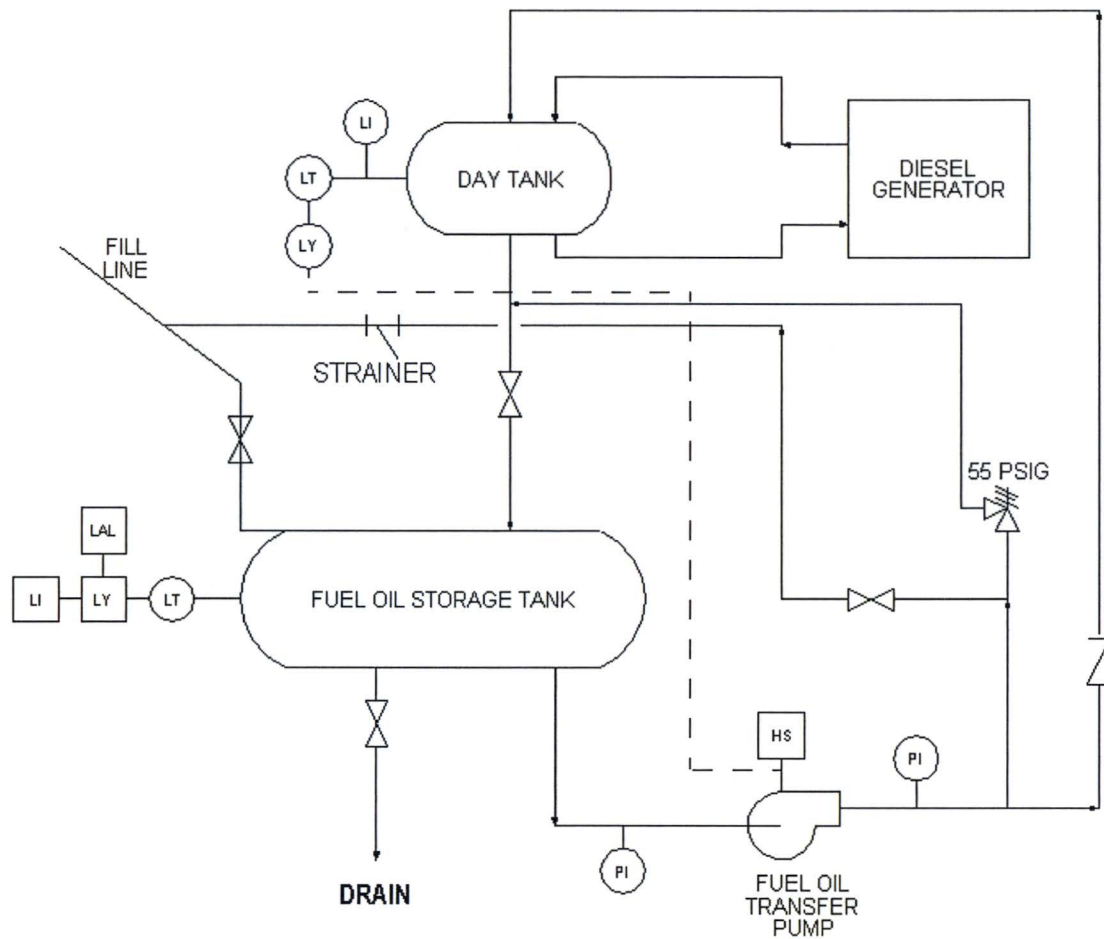 LI
LT
DAY TANK
DIESEL
GENERATOR
LY
FILL
LINE
STRAINER
55 PSIG
LAL
LI
LY
LT
FUEL OIL STORAGE TANK
HS
PI
PI
DRAIN
FUEL OIL
TRANSFER
PUMP